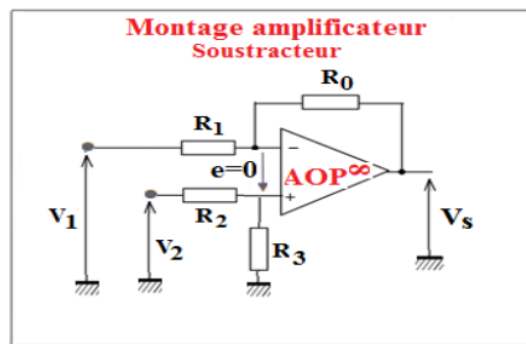 Montage amplificateur
Soustracteur
R0
R1
−
e=0
AOP∞
+
R2
V1
V2
R3
Vs